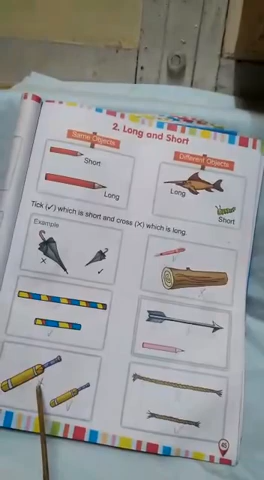 2. Long and Short
Same Objects
Different Objects
Short
Long
Long
Short
Tick (✓) which is short and cross (X) which is long.
Example
X
✓
45